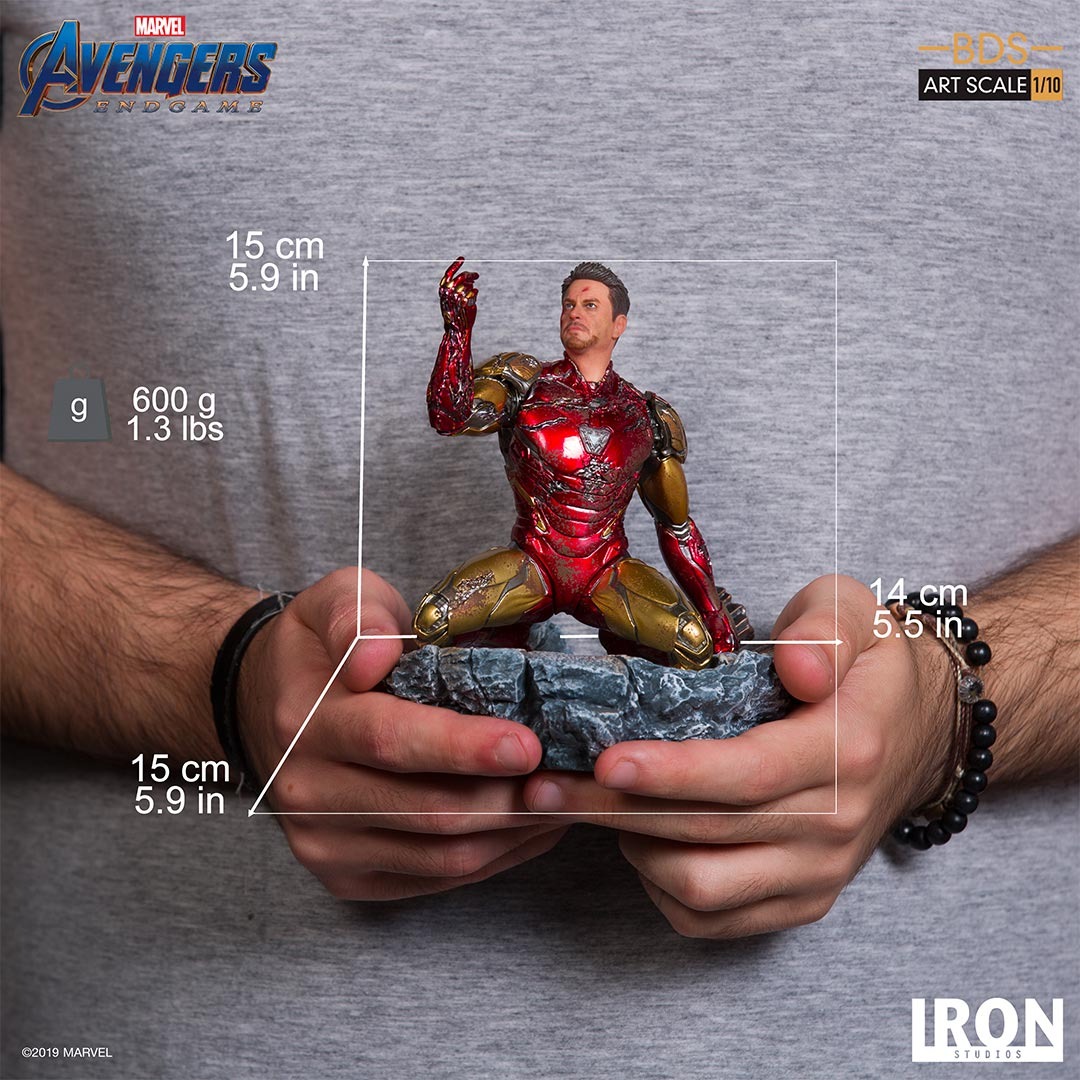 MARVEL
AVENGERS
ENDGAME
BDS
ART SCALE 1/10
15 cm
5.9 in
g
600 g
1.3 lbs
14 cm
5.5 in
15 cm
5.9 in
©2019 MARVEL
IRON
STUDIOS